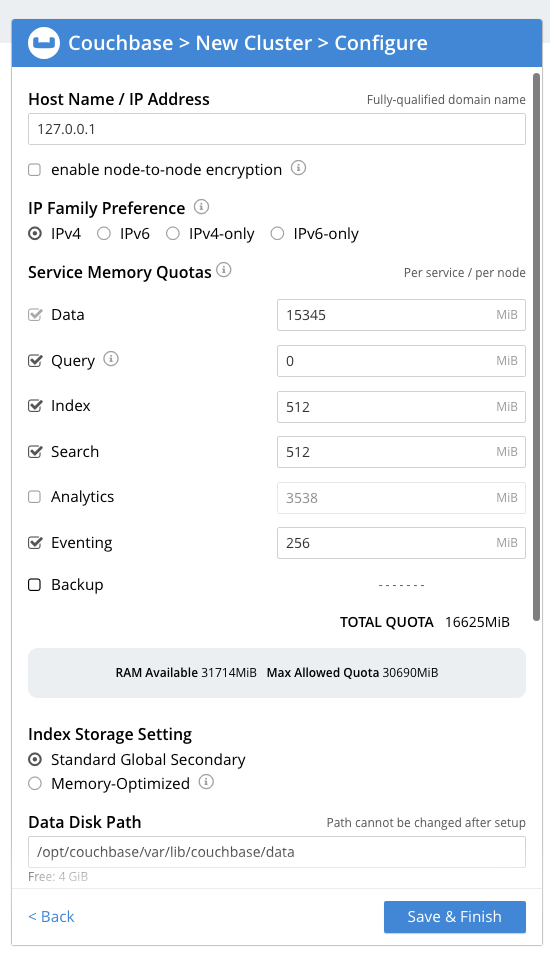 Couchbase > New Cluster > Configure
Host Name / IP Address Fully-qualified domain name
127.0.0.1
enable node-to-node encryption
IP Family Preference
IPv4 IPv6 IPv4-only IPv6-only
Service Memory Quotas Per service / per node
Data 15345 MiB
Query 0 MiB
Index 512 MiB
Search 512 MiB
Analytics 3538 MiB
Eventing 256 MiB
Backup -------
TOTAL QUOTA 16625MiB
RAM Available 31714MiB Max Allowed Quota 30690MiB
Index Storage Setting
Standard Global Secondary
Memory-Optimized
Data Disk Path Path cannot be changed after setup
/opt/couchbase/var/lib/couchbase/data
Free: 4 GiB
< Back Save & Finish